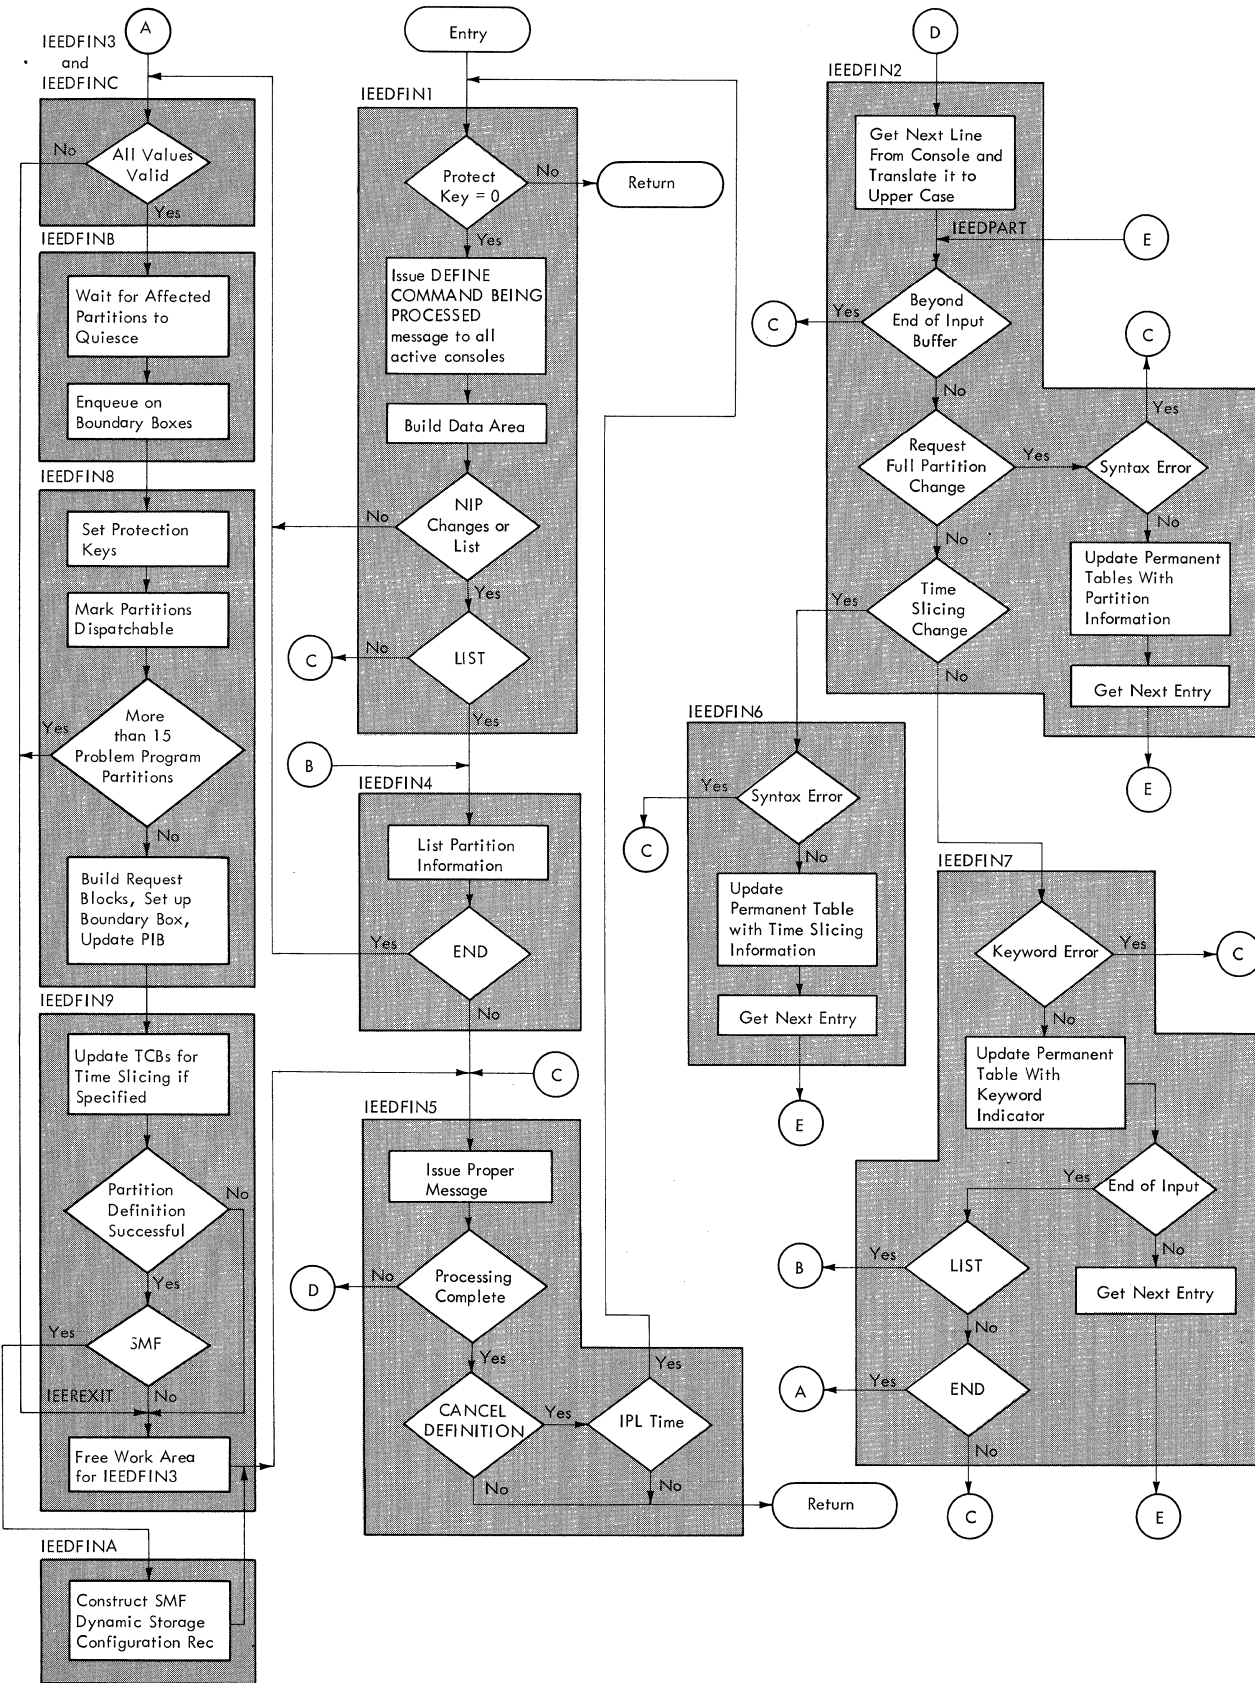 A
IEEDFIN3
and
IEEDFINC
All Values
Valid
No
Yes
IEEDFINB
Wait for Affected
Partitions to
Quiesce
Enqueue on
Boundary Boxes
IEEDFIN8
Set Protection
Keys
Mark Partitions
Dispatchable
More
than 15
Problem Program
Partitions
Yes
No
Build Request
Blocks, Set up
Boundary Box,
Update PIB
IEEDFIN9
Update TCBs for
Time Slicing if
Specified
Partition
Definition
Successful
No
Yes
SMF
Yes
No
IEEREXIT
Free Work Area
for IEEDFIN3
IEEDFINA
Construct SMF
Dynamic Storage
Configuration Rec
Entry
IEEDFIN1
Protect
Key = 0
No
Return
Yes
Issue DEFINE
COMMAND BEING
PROCESSED
message to all
active consoles
Build Data Area
NIP
Changes or
List
No
Yes
LIST
No
C
Yes
B
IEEDFIN4
List Partition
Information
END
Yes
No
C
IEEDFIN5
Issue Proper
Message
Processing
Complete
No
D
Yes
CANCEL
DEFINITION
Yes
No
IPL Time
Yes
No
Return
D
IEEDFIN2
Get Next Line
From Console and
Translate it to
Upper Case
IEEDPART
E
Beyond
End of Input
Buffer
Yes
C
No
Request
Full Partition
Change
Yes
No
Syntax Error
Yes
C
No
Update Permanent
Tables With
Partition
Information
Get Next Entry
E
Time
Slicing
Change
Yes
No
IEEDFIN6
Syntax Error
Yes
C
No
Update
Permanent Table
with Time Slicing
Information
Get Next Entry
E
IEEDFIN7
Keyword Error
Yes
C
No
Update Permanent
Table With
Keyword
Indicator
End of Input
Yes
No
Get Next Entry
E
LIST
Yes
B
No
END
Yes
A
No
C